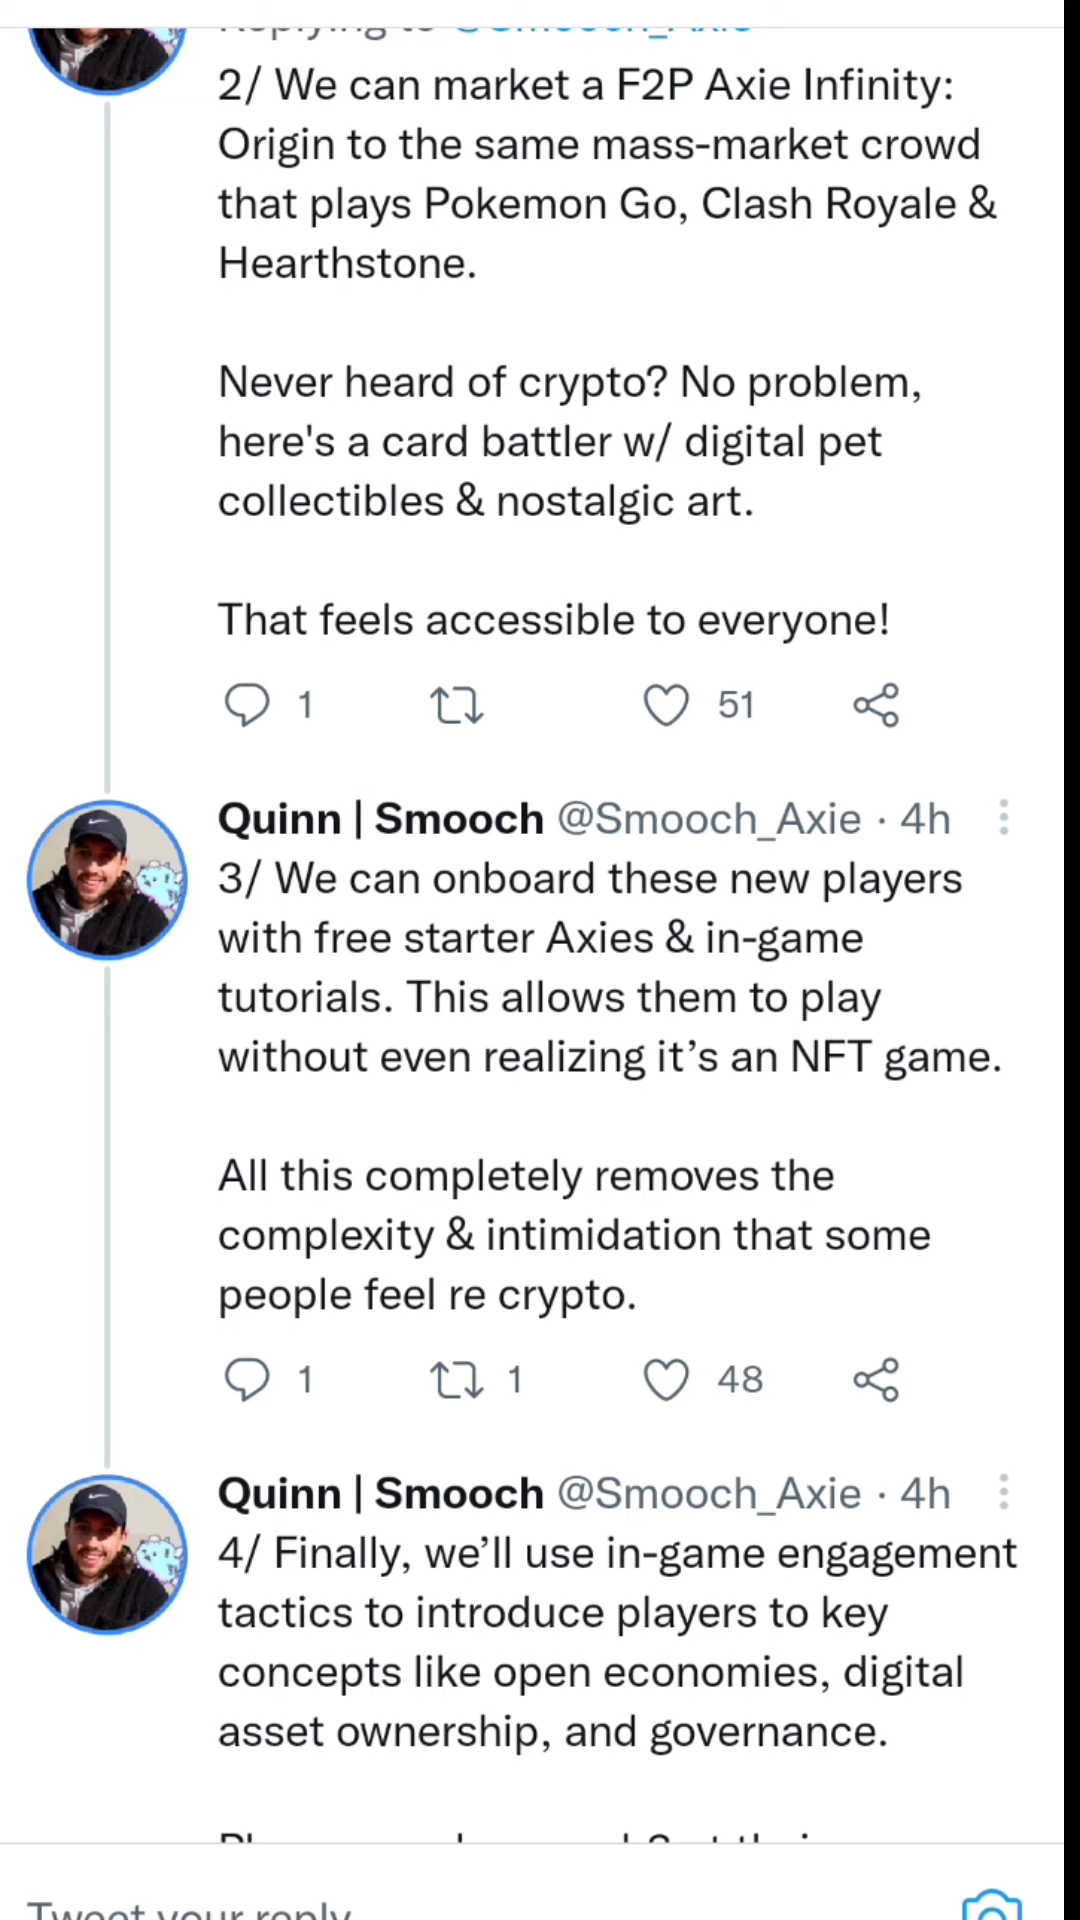 Replying to @Smooch_Axie
2/ We can market a F2P Axie Infinity:
Origin to the same mass-market crowd
that plays Pokemon Go, Clash Royale &
Hearthstone.
Never heard of crypto? No problem,
here's a card battler w/ digital pet
collectibles & nostalgic art.
That feels accessible to everyone!
1 51
Quinn | Smooch @Smooch_Axie · 4h
3/ We can onboard these new players
with free starter Axies & in-game
tutorials. This allows them to play
without even realizing it’s an NFT game.
All this completely removes the
complexity & intimidation that some
people feel re crypto.
1 1 48
Quinn | Smooch @Smooch_Axie · 4h
4/ Finally, we’ll use in-game engagement
tactics to introduce players to key
concepts like open economies, digital
asset ownership, and governance.
Tweet your reply